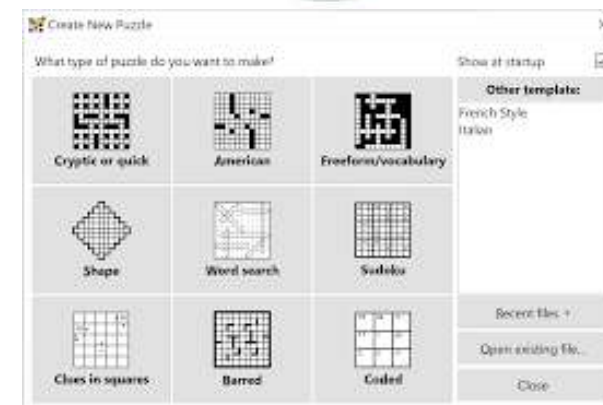 Create New Puzzle
What type of puzzle do you want to make?
Show at startup
Cryptic or quick
American
Freeform/vocabulary
Other template:
French Style
Italian
Shape
Word search
Sudoku
Clues in squares
Barred
Coded
Recent files
Open existing file...
Close